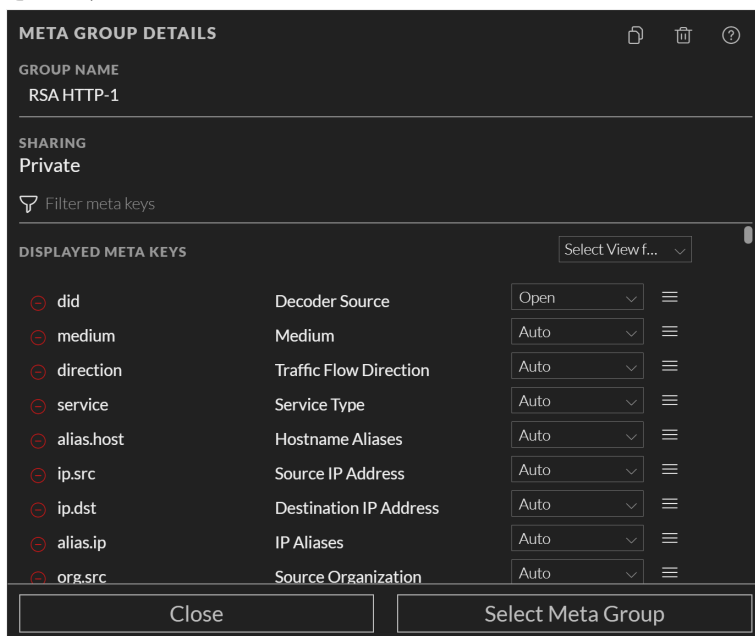 META GROUP DETAILS
GROUP NAME
RSA HTTP-1
SHARING
Private
Filter meta keys
DISPLAYED META KEYS Select View f...
did Decoder Source Open
medium Medium Auto
direction Traffic Flow Direction Auto
service Service Type Auto
alias.host Hostname Aliases Auto
ip.src Source IP Address Auto
ip.dst Destination IP Address Auto
alias.ip IP Aliases Auto
org.src Source Organization Auto
Close Select Meta Group